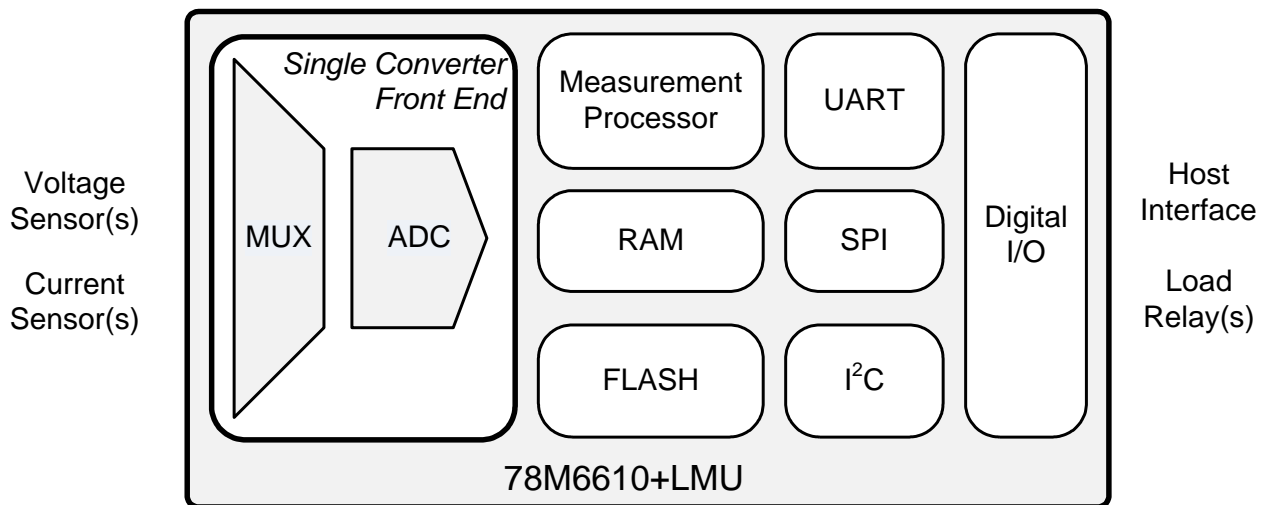 Single Converter
Front End
Measurement
Processor
UART
Voltage
Sensor(s)
Current
Sensor(s)
MUX
ADC
RAM
SPI
Digital
I/O
Host
Interface
Load
Relay(s)
FLASH
I²C
78M6610+LMU